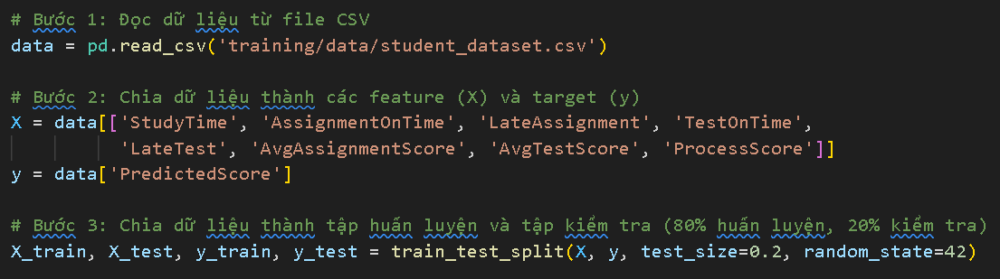 # Bước 1: Đọc dữ liệu từ file CSV
data = pd.read_csv('training/data/student_dataset.csv')
# Bước 2: Chia dữ liệu thành các feature (X) và target (y)
X = data[['StudyTime', 'AssignmentOnTime', 'LateAssignment', 'TestOnTime',
'LateTest', 'AvgAssignmentScore', 'AvgTestScore', 'ProcessScore']]
y = data['PredictedScore']
# Bước 3: Chia dữ liệu thành tập huấn luyện và tập kiểm tra (80% huấn luyện, 20% kiểm tra)
X_train, X_test, y_train, y_test = train_test_split(X, y, test_size=0.2, random_state=42)